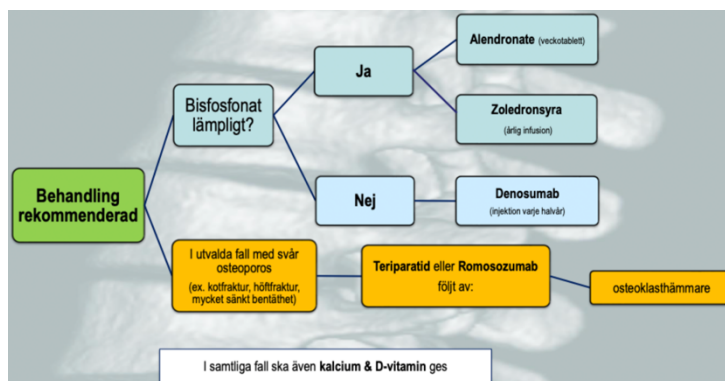 Behandling
rekommenderad
Bisfosfonat
lämpligt?
Ja
Alendronate (veckotablett)
Zoledronsyra
(årlig infusion)
Nej
Denosumab
(injektion varje halvår)
I utvalda fall med svår
osteoporos
(ex. kotfraktur, höftfraktur,
mycket sänkt bentäthet)
Teriparatid eller Romosozumab
följt av:
osteoklasthämmare
I samtliga fall ska även kalcium & D-vitamin ges